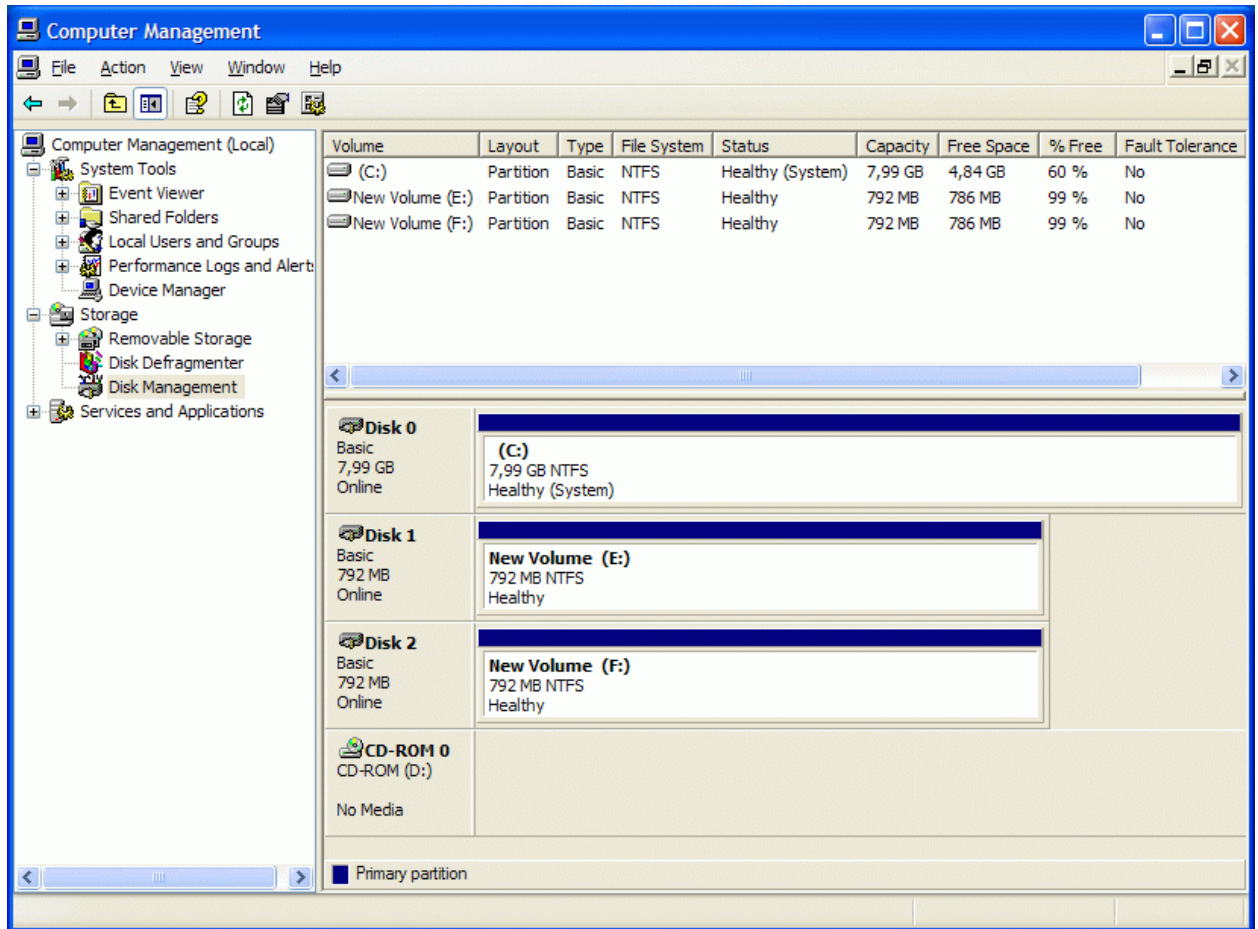 Computer Management
File Action View Window Help
Computer Management (Local)
System Tools
Event Viewer
Shared Folders
Local Users and Groups
Performance Logs and Alerts
Device Manager
Storage
Removable Storage
Disk Defragmenter
Disk Management
Services and Applications
Volume Layout Type File System Status Capacity Free Space % Free Fault Tolerance
(C:) Partition Basic NTFS Healthy (System) 7,99 GB 4,84 GB 60 % No
New Volume (E:) Partition Basic NTFS Healthy 792 MB 786 MB 99 % No
New Volume (F:) Partition Basic NTFS Healthy 792 MB 786 MB 99 % No
Disk 0
Basic
7,99 GB
Online
(C:)
7,99 GB NTFS
Healthy (System)
Disk 1
Basic
792 MB
Online
New Volume (E:)
792 MB NTFS
Healthy
Disk 2
Basic
792 MB
Online
New Volume (F:)
792 MB NTFS
Healthy
CD-ROM 0
CD-ROM (D:)
No Media
Primary partition